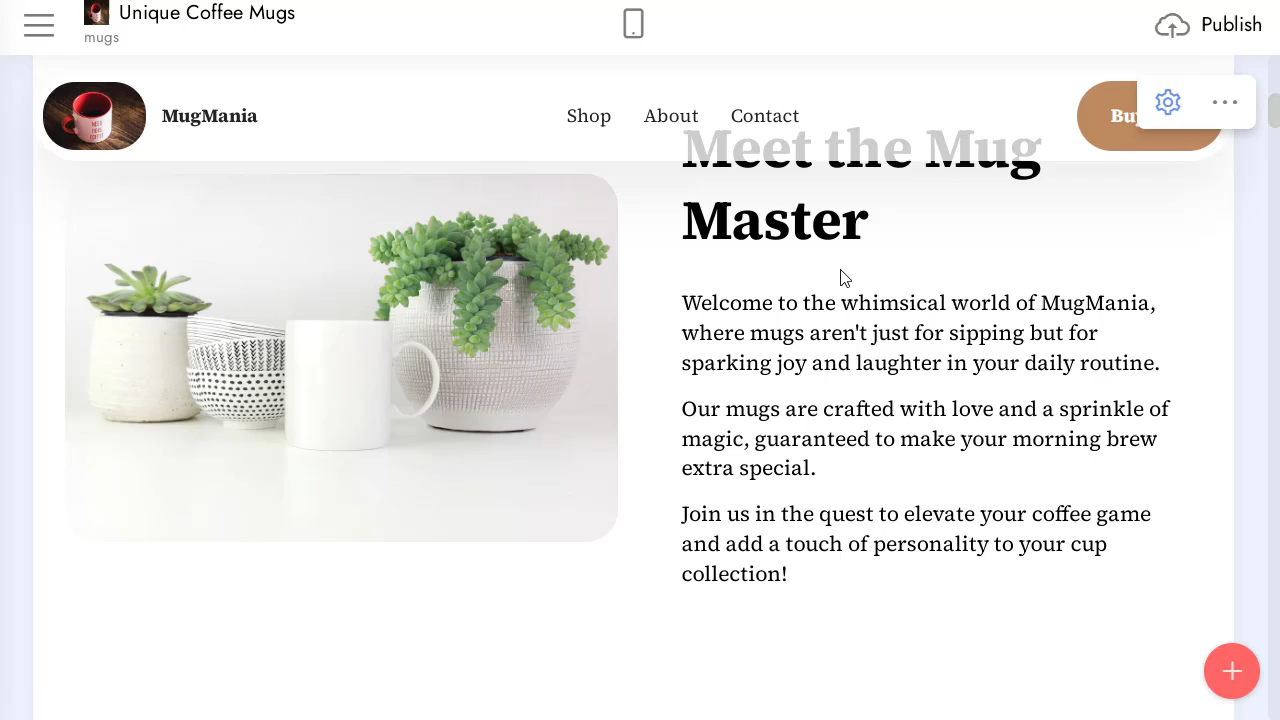 Unique Coffee Mugs
mugs
Publish
MugMania
Shop
About
Contact
Meet the Mug
Master
Welcome to the whimsical world of MugMania,
where mugs aren't just for sipping but for
sparking joy and laughter in your daily routine.
Our mugs are crafted with love and a sprinkle of
magic, guaranteed to make your morning brew
extra special.
Join us in the quest to elevate your coffee game
and add a touch of personality to your cup
collection!